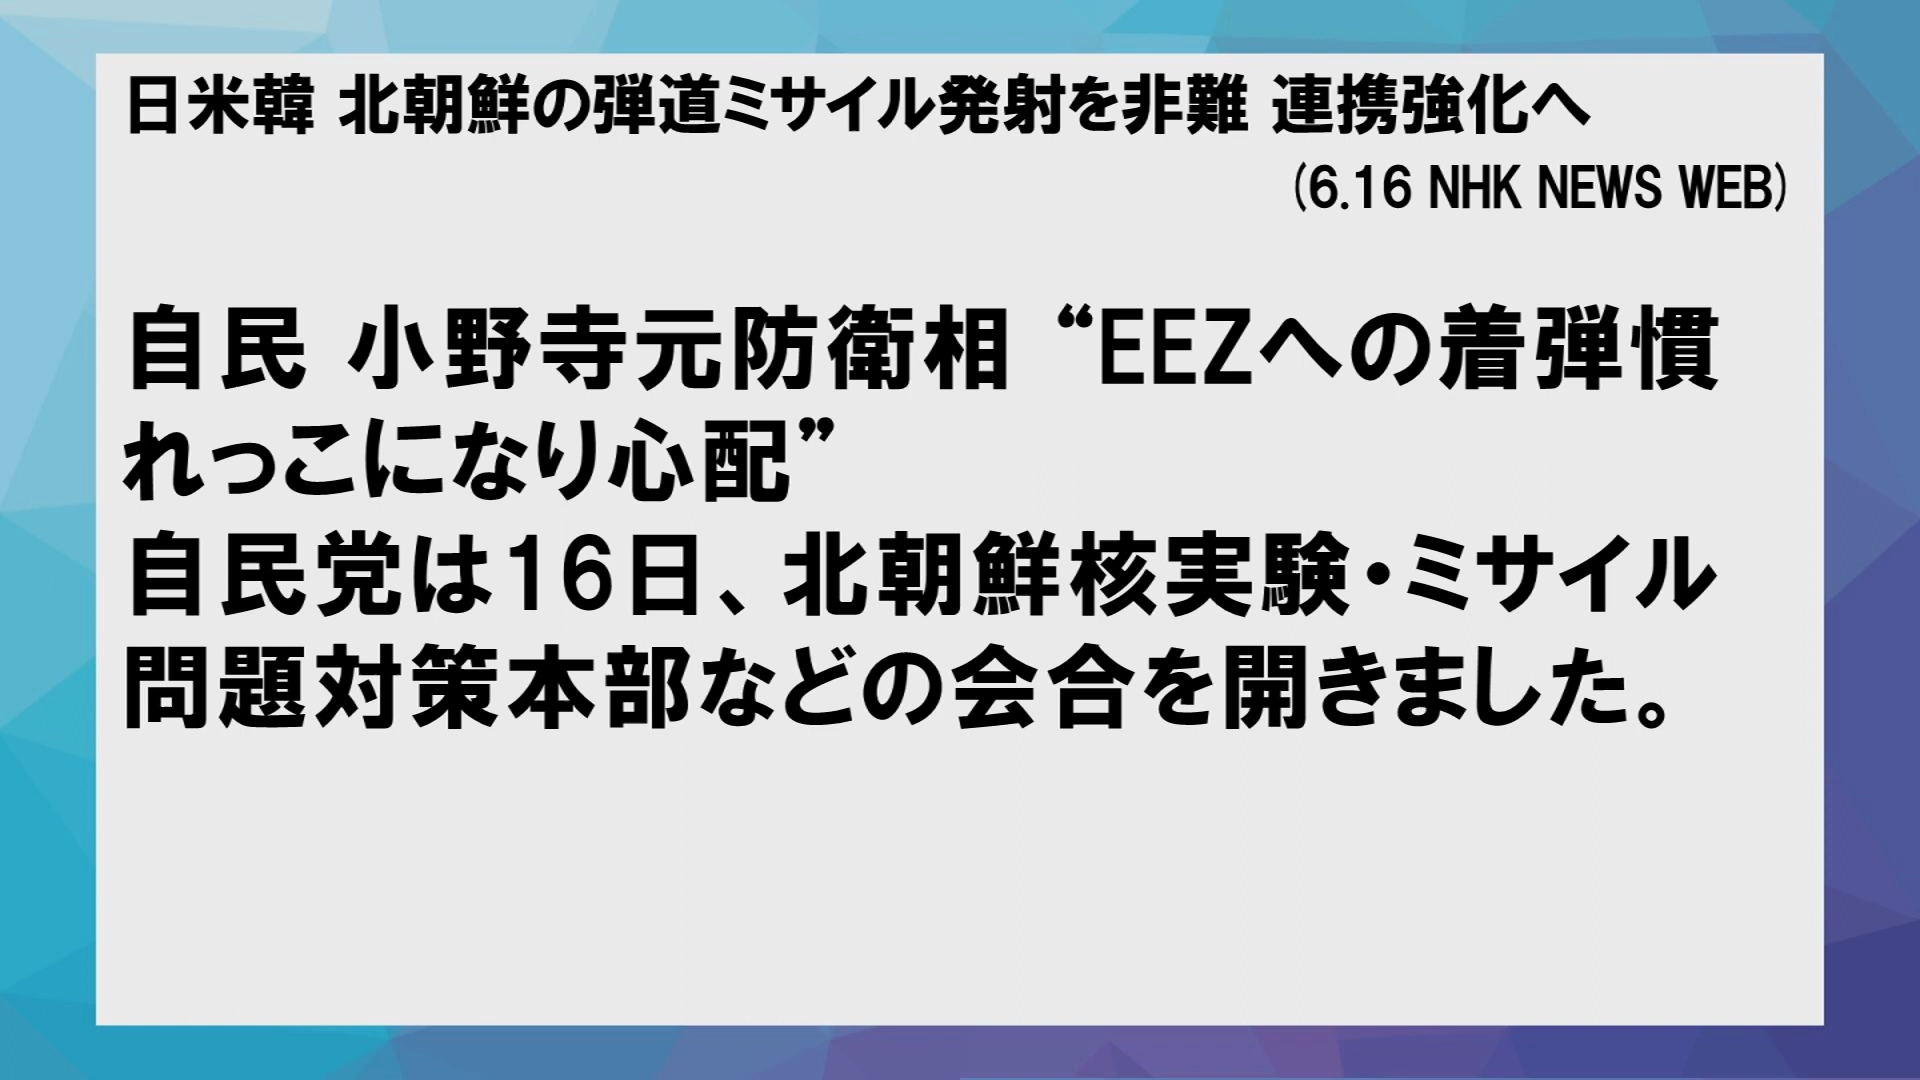 日米韓 北朝鮮の弾道ミサイル発射を非難 連携強化へ
(6.16 NHK NEWS WEB)
自民 小野寺元防衛相 “EEZへの着弾慣
れっこになり心配”
自民党は16日、北朝鮮核実験・ミサイル
問題対策本部などの会合を開きました。